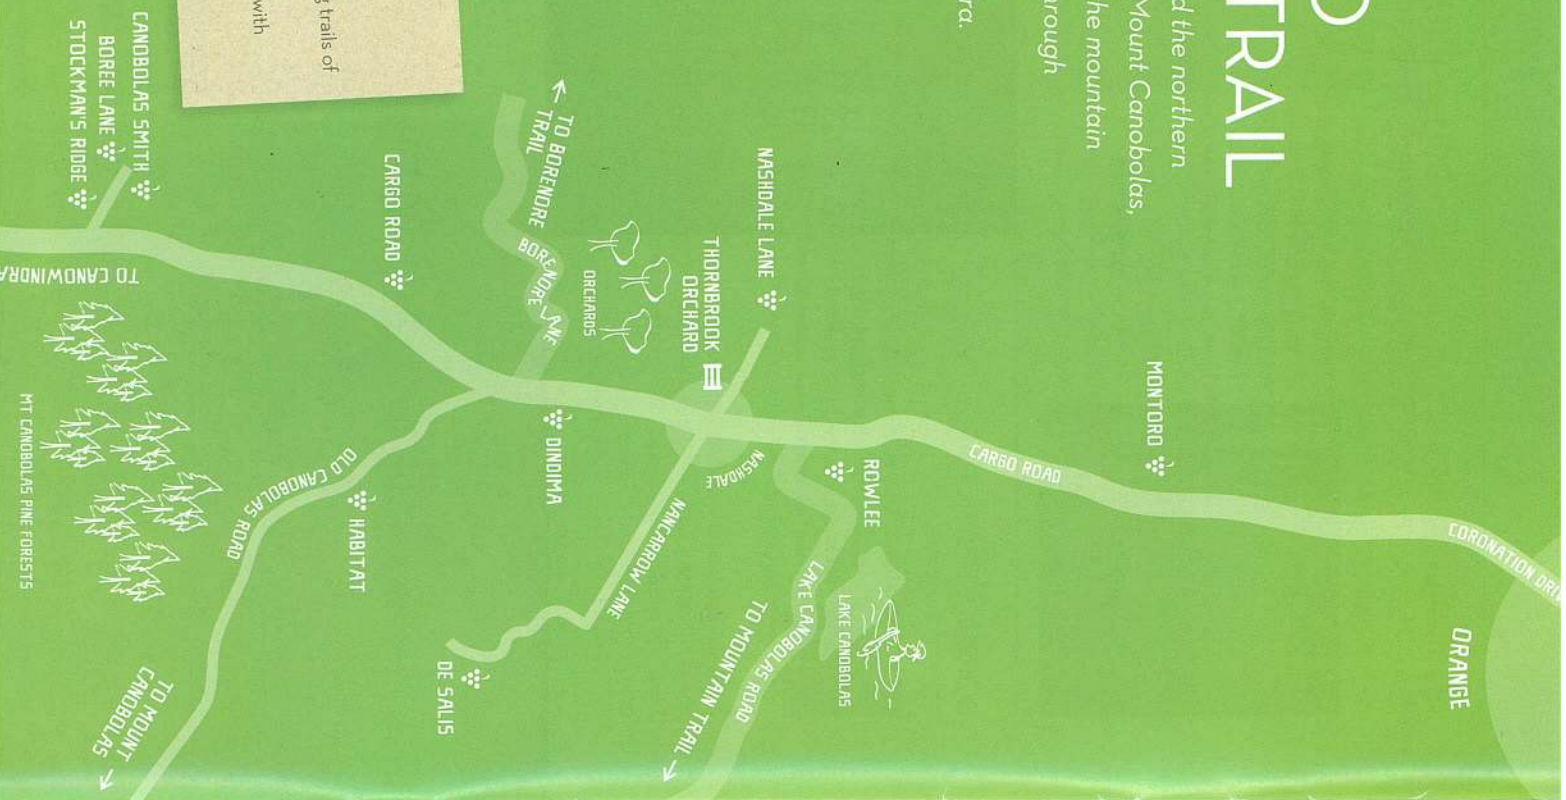 TRAIL
d the northern
Mount Canobolas,
he mountain
rough
ra.
CORONATION DRIV
ORANGE
MONTORO
CARGO ROAD
ROWLEE
LAKE CANOBOLAS
LAKE CANOBOLAS ROAD
TO MOUNTAIN TRAIL
NASHDALE LANE
NASHDALE
THORNBROOK
ORCHARD
NANCARROW LANE
ORCHARDS
TO BORENORE
TRAIL
BORENORE LANE
DINDIMA
DE SALIS
CARGO ROAD
HABITAT
OLD CANOBOLAS ROAD
g trails of
with
TO MOUNT
CANOBOLAS
CANOBOLAS SMITH
BOREE LANE
STOCKMAN'S RIDGE
TO CANOWINDRA
MT CANOBOLAS PINE FORESTS